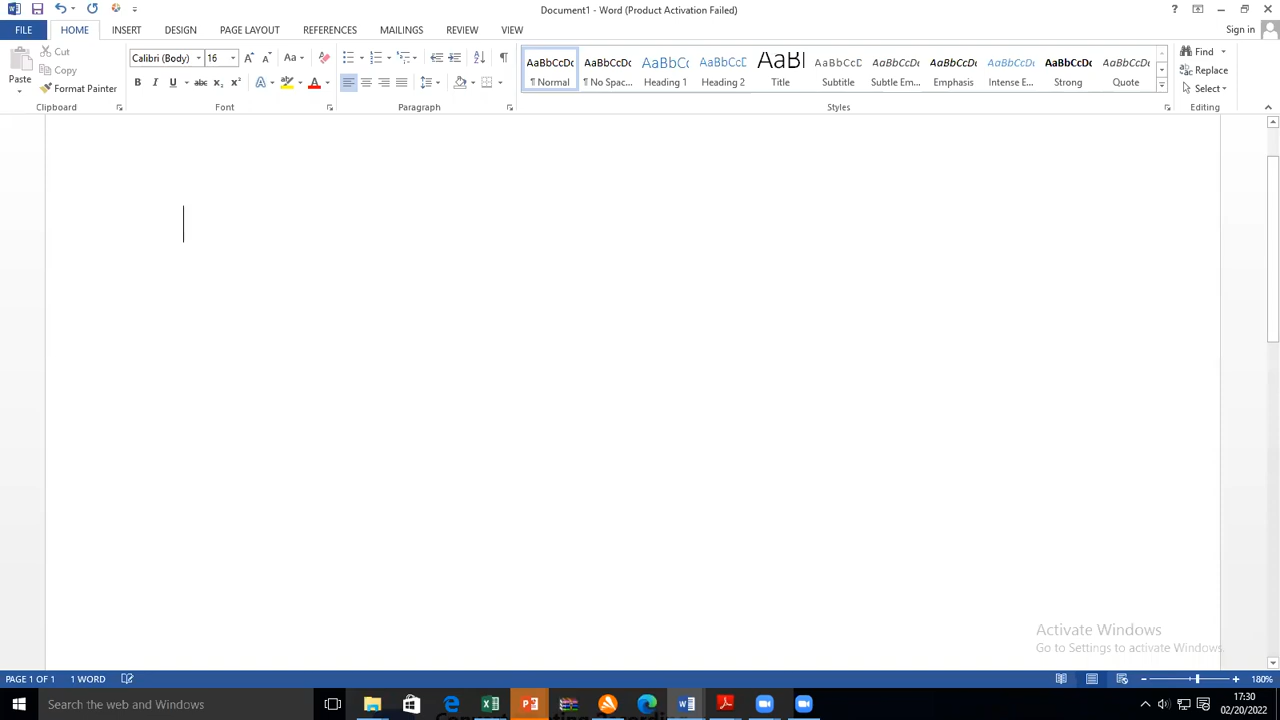 Document1 - Word (Product Activation Failed)
Sign in
FILE HOME INSERT DESIGN PAGE LAYOUT REFERENCES MAILINGS REVIEW VIEW
Paste
Cut
Copy
Format Painter
Clipboard
Calibri (Body) 16
Font
Paragraph
AaBbCcDc AaBbCcDc AaBbCc AaBbCcD AaBl AaBbCcD AaBbCcDc AaBbCcDc AaBbCcDc AaBbCcDc AaBbCcDc
¶ Normal ¶ No Spac... Heading 1 Heading 2 Title Subtitle Subtle Em... Emphasis Intense E... Strong Quote
Styles
Find
Replace
Select
Editing
Activate Windows
Go to Settings to activate Windows.
PAGE 1 OF 1 1 WORD
180%
Search the web and Windows
17:30
02/20/2022